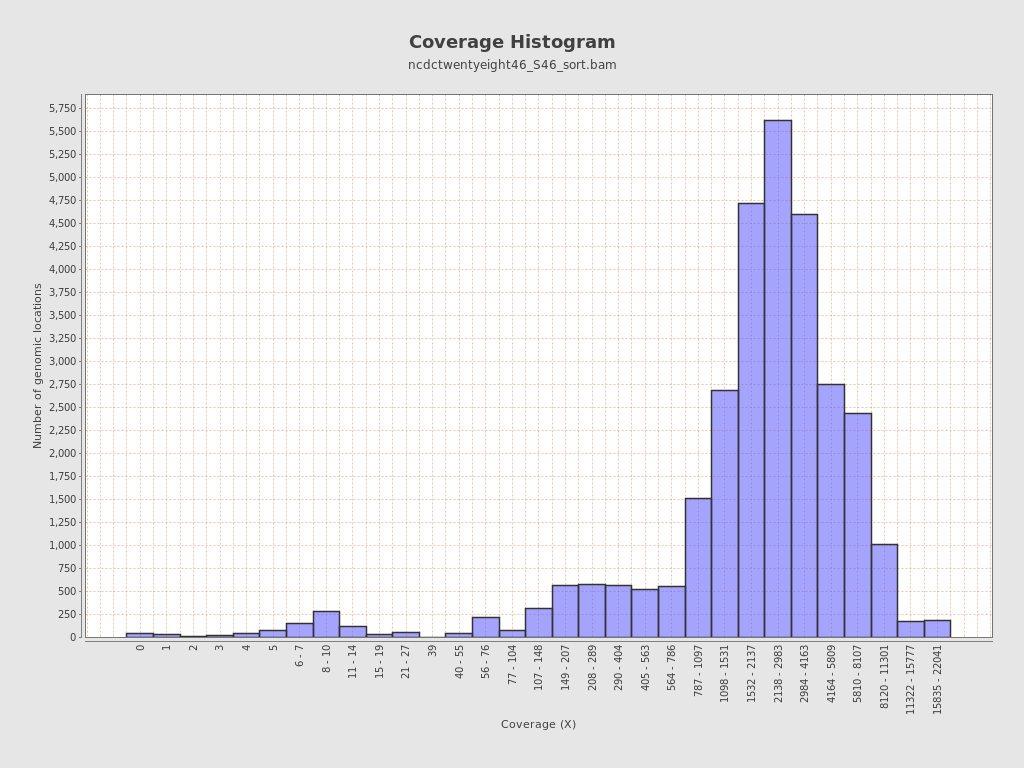 Coverage Histogram
ncdctwentyeight46_S46_sort.bam
Number of genomic locations
5,750
5,500
5,250
5,000
4,750
4,500
4,250
4,000
3,750
3,500
3,250
3,000
2,750
2,500
2,250
2,000
1,750
1,500
1,250
1,000
750
500
250
0
0
1
2
3
4
5
6 - 7
8 - 10
11 - 14
15 - 19
21 - 27
39
40 - 55
56 - 76
77 - 104
107 - 148
149 - 207
208 - 289
290 - 404
405 - 563
564 - 786
787 - 1097
1098 - 1531
1532 - 2137
2138 - 2983
2984 - 4163
4164 - 5809
5810 - 8107
8120 - 11301
11322 - 15777
15835 - 22041
Coverage (X)